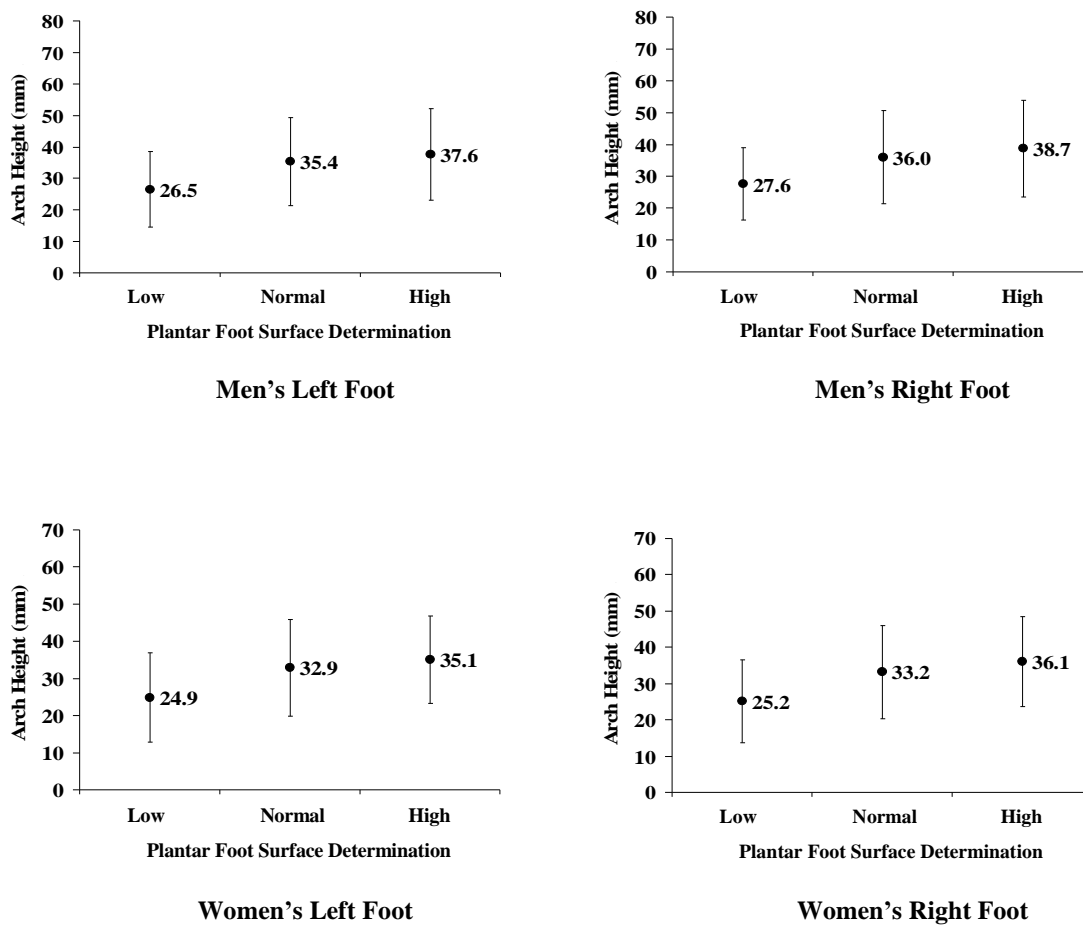 80
70
60
50
40
30
20
10
0
Arch Height (mm)
26.5
35.4
37.6
Low Normal High
Plantar Foot Surface Determination
Men’s Left Foot
80
70
60
50
40
30
20
10
0
Arch Height (mm)
27.6
36.0
38.7
Low Normal High
Plantar Foot Surface Determination
Men’s Right Foot
70
60
50
40
30
20
10
0
Arch Height (mm)
24.9
32.9
35.1
Low Normal High
Plantar Foot Surface Determination
Women’s Left Foot
70
60
50
40
30
20
10
0
Arch Height (mm)
25.2
33.2
36.1
Low Normal High
Plantar Foot Surface Determination
Women’s Right Foot